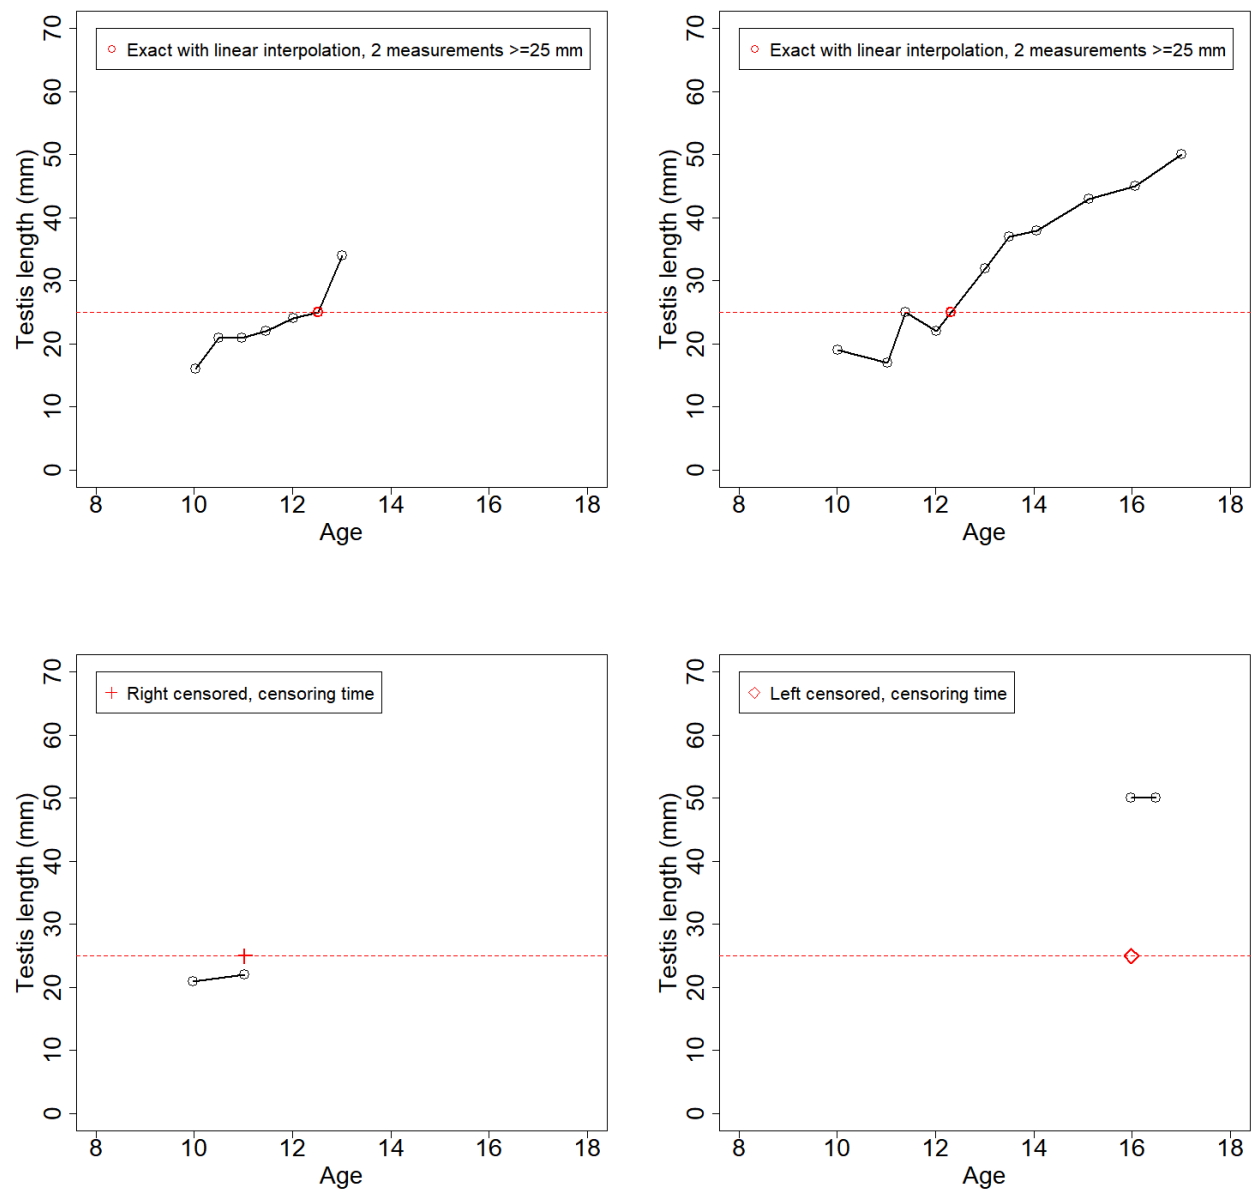 Exact with linear interpolation, 2 measurements >=25 mm
Testis length (mm)
70
60
50
40
30
20
10
0
8 10 12 14 16 18
Age
Exact with linear interpolation, 2 measurements >=25 mm
Testis length (mm)
70
60
50
40
30
20
10
0
8 10 12 14 16 18
Age
Right censored, censoring time
Testis length (mm)
70
60
50
40
30
20
10
0
8 10 12 14 16 18
Age
Left censored, censoring time
Testis length (mm)
70
60
50
40
30
20
10
0
8 10 12 14 16 18
Age